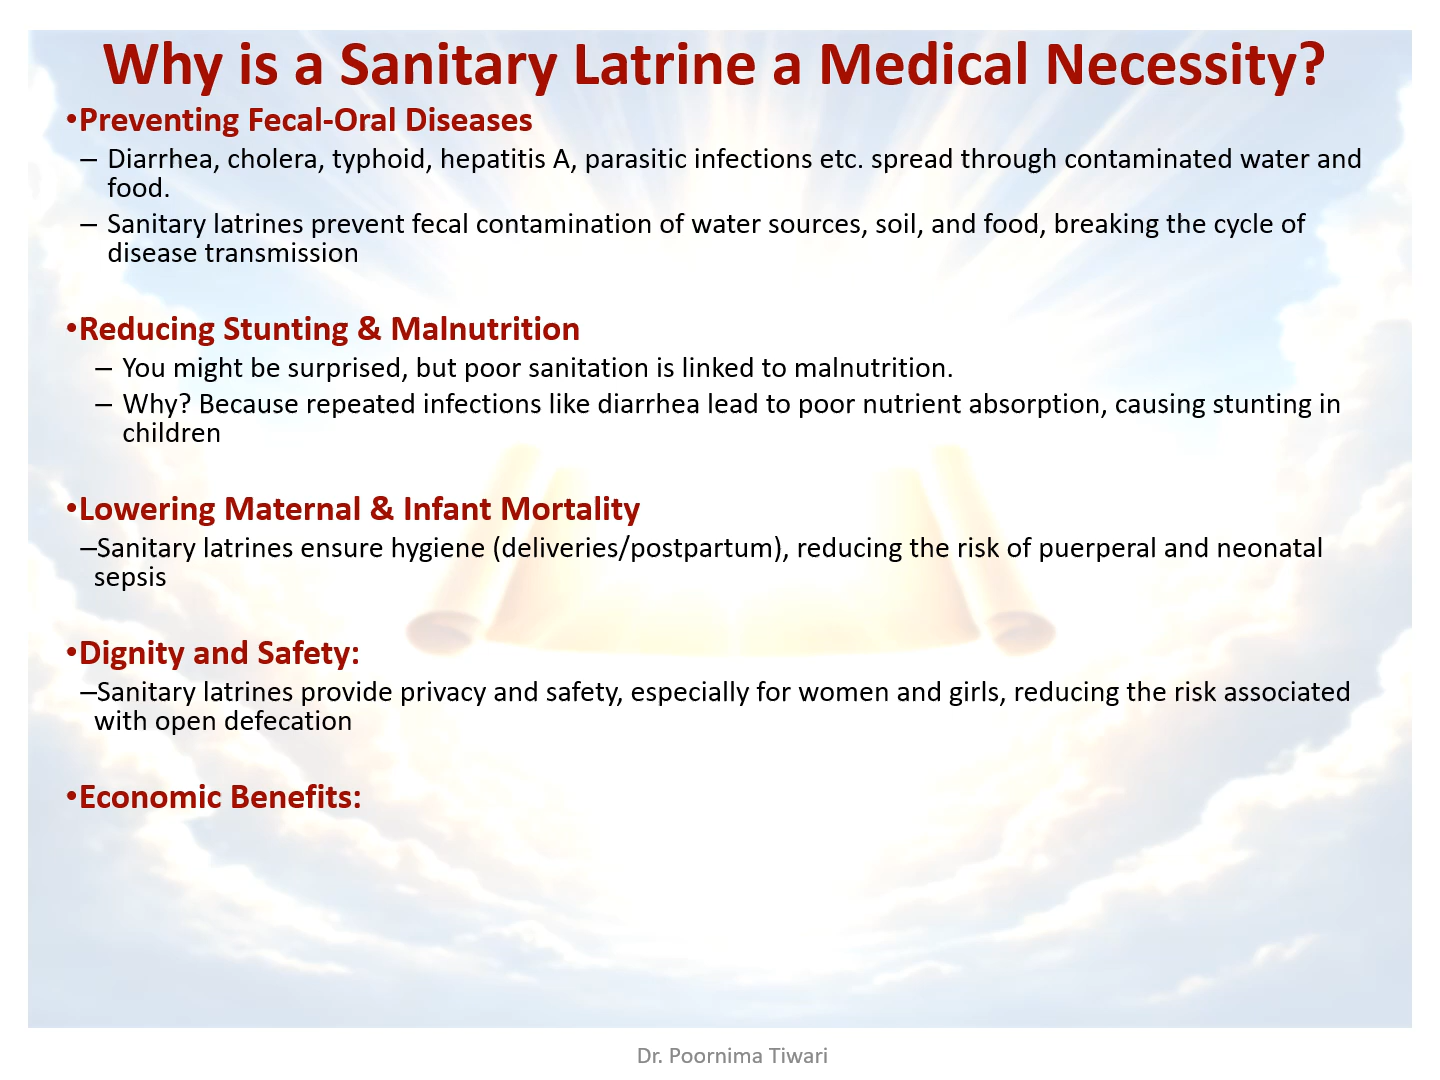 Why is a Sanitary Latrine a Medical Necessity?
•Preventing Fecal-Oral Diseases
– Diarrhea, cholera, typhoid, hepatitis A, parasitic infections etc. spread through contaminated water and
food.
– Sanitary latrines prevent fecal contamination of water sources, soil, and food, breaking the cycle of
disease transmission
•Reducing Stunting & Malnutrition
– You might be surprised, but poor sanitation is linked to malnutrition.
– Why? Because repeated infections like diarrhea lead to poor nutrient absorption, causing stunting in
children
•Lowering Maternal & Infant Mortality
–Sanitary latrines ensure hygiene (deliveries/postpartum), reducing the risk of puerperal and neonatal
sepsis
•Dignity and Safety:
–Sanitary latrines provide privacy and safety, especially for women and girls, reducing the risk associated
with open defecation
•Economic Benefits:
Dr. Poornima Tiwari